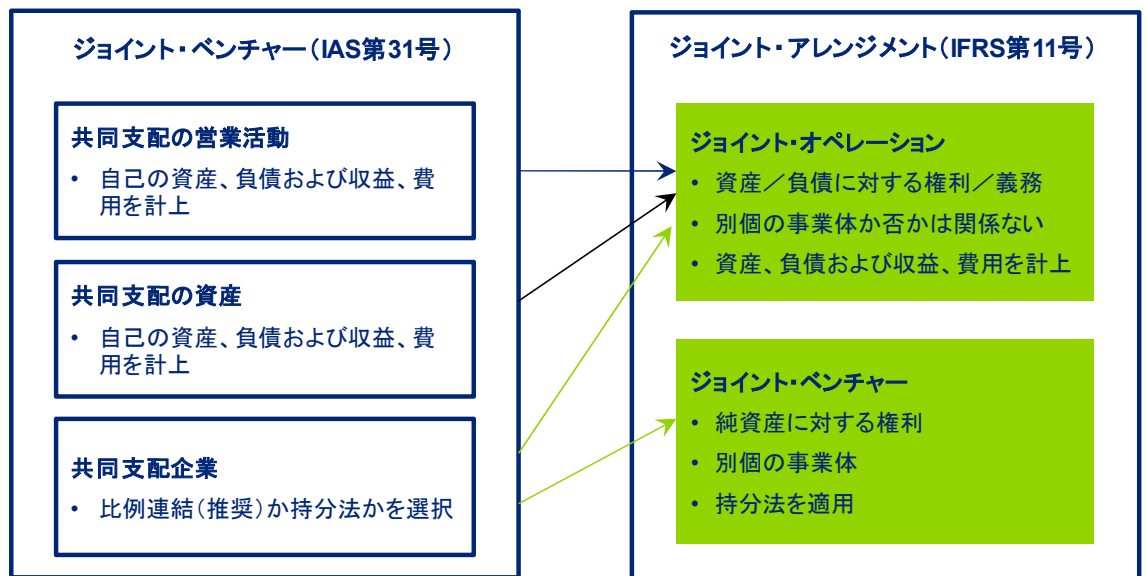 ジョイント・ベンチャー(IAS第31号)
共同支配の営業活動
• 自己の資産、負債および収益、費
用を計上
共同支配の資産
• 自己の資産、負債および収益、費
用を計上
共同支配企業
• 比例連結(推奨)か持分法かを選択
ジョイント・アレンジメント(IFRS第11号)
ジョイント・オペレーション
• 資産/負債に対する権利/義務
• 別個の事業体か否かは関係ない
• 資産、負債および収益、費用を計上
ジョイント・ベンチャー
• 純資産に対する権利
• 別個の事業体
• 持分法を適用